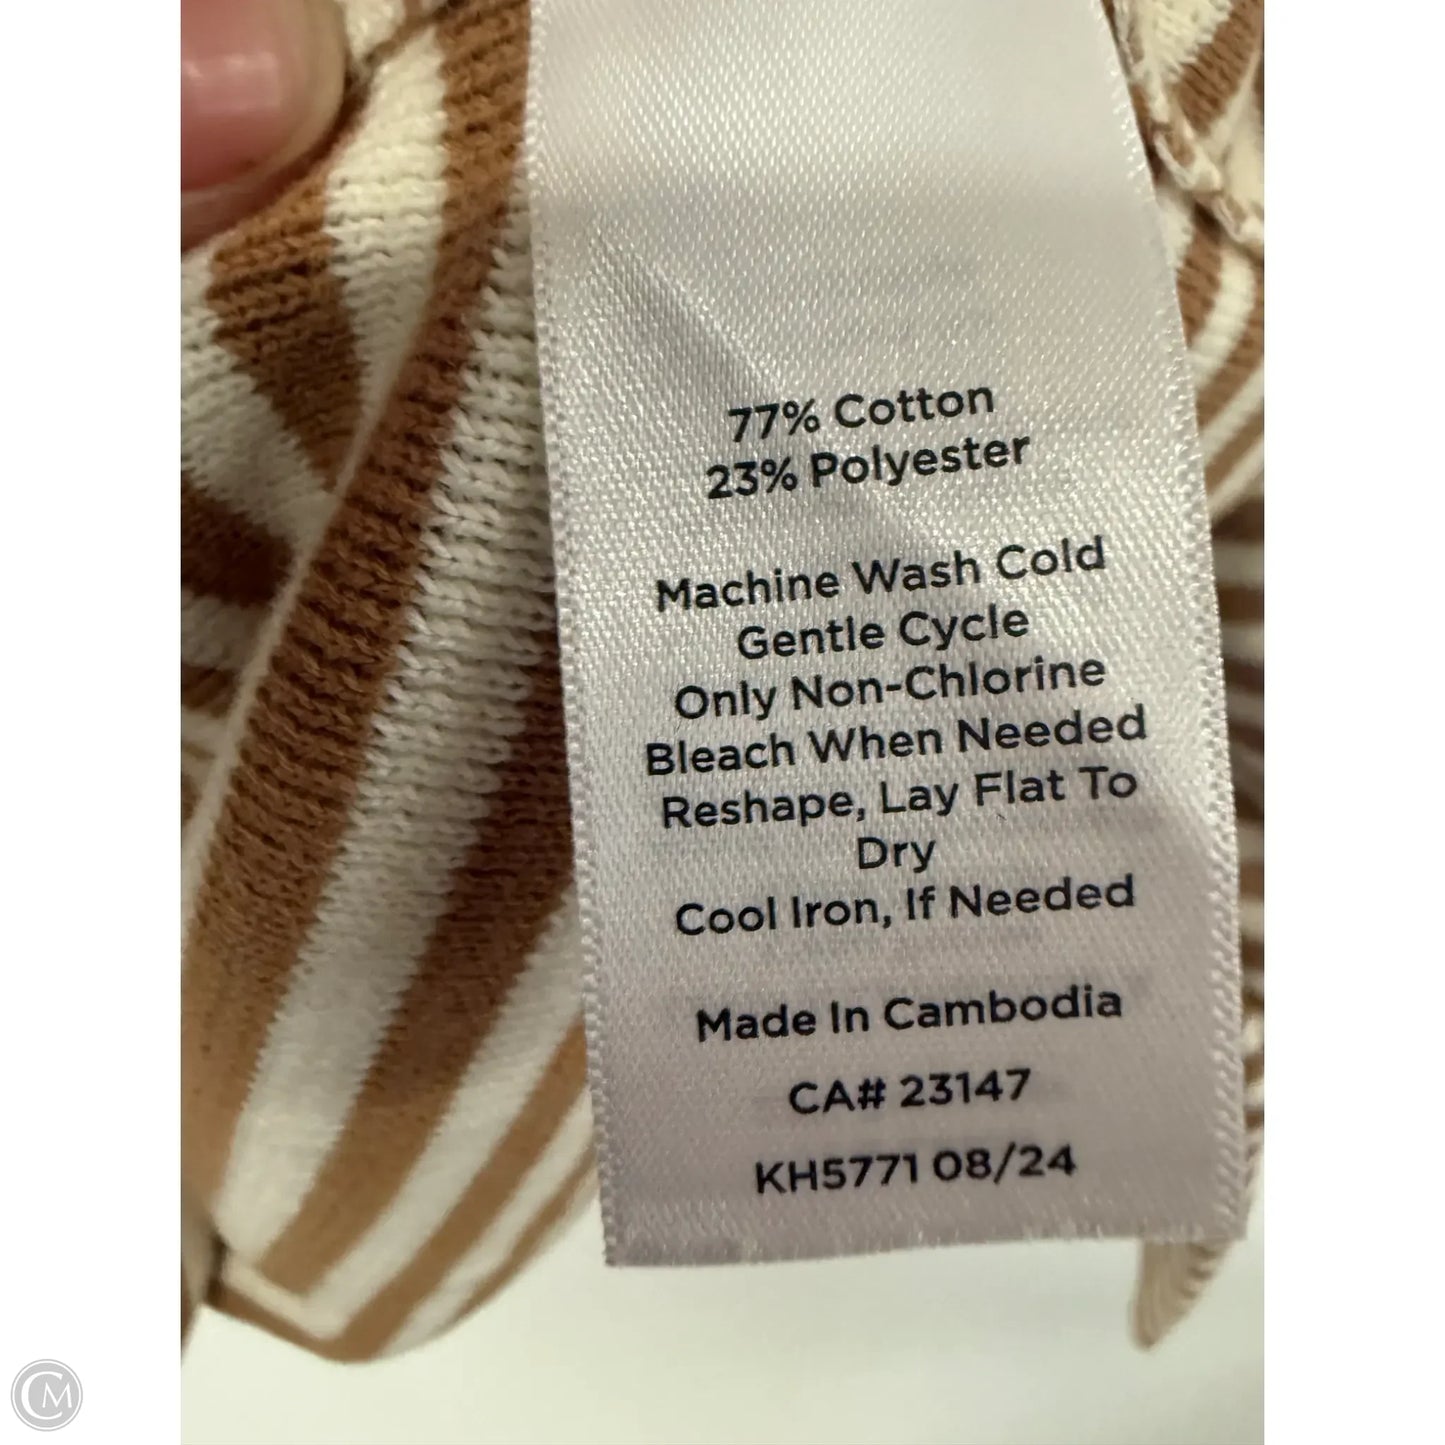 77% Cotton
23% Polyester
Machine Wash Cold
Gentle Cycle
Only Non-Chlorine
Bleach When Needed
Reshape, Lay Flat To
Dry
Cool Iron, If Needed
Made In Cambodia
CA# 23147
KH5771 08/24
CM